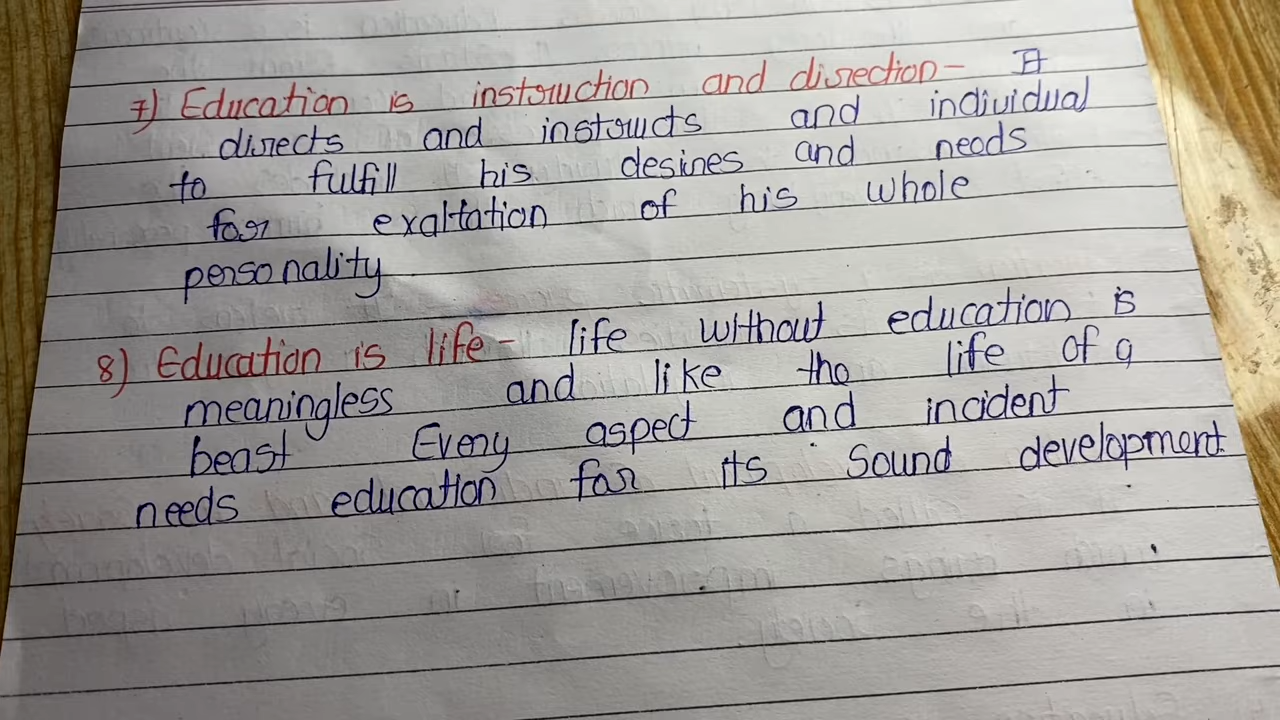 7) Education is instruction and direction - It
directs and instructs and individual
to fulfill his desires and needs
for exaltation of his whole
personality
8) Education is life - life without education is
meaningless and like the life of a
beast Every aspect and incident
needs education for its sound development.